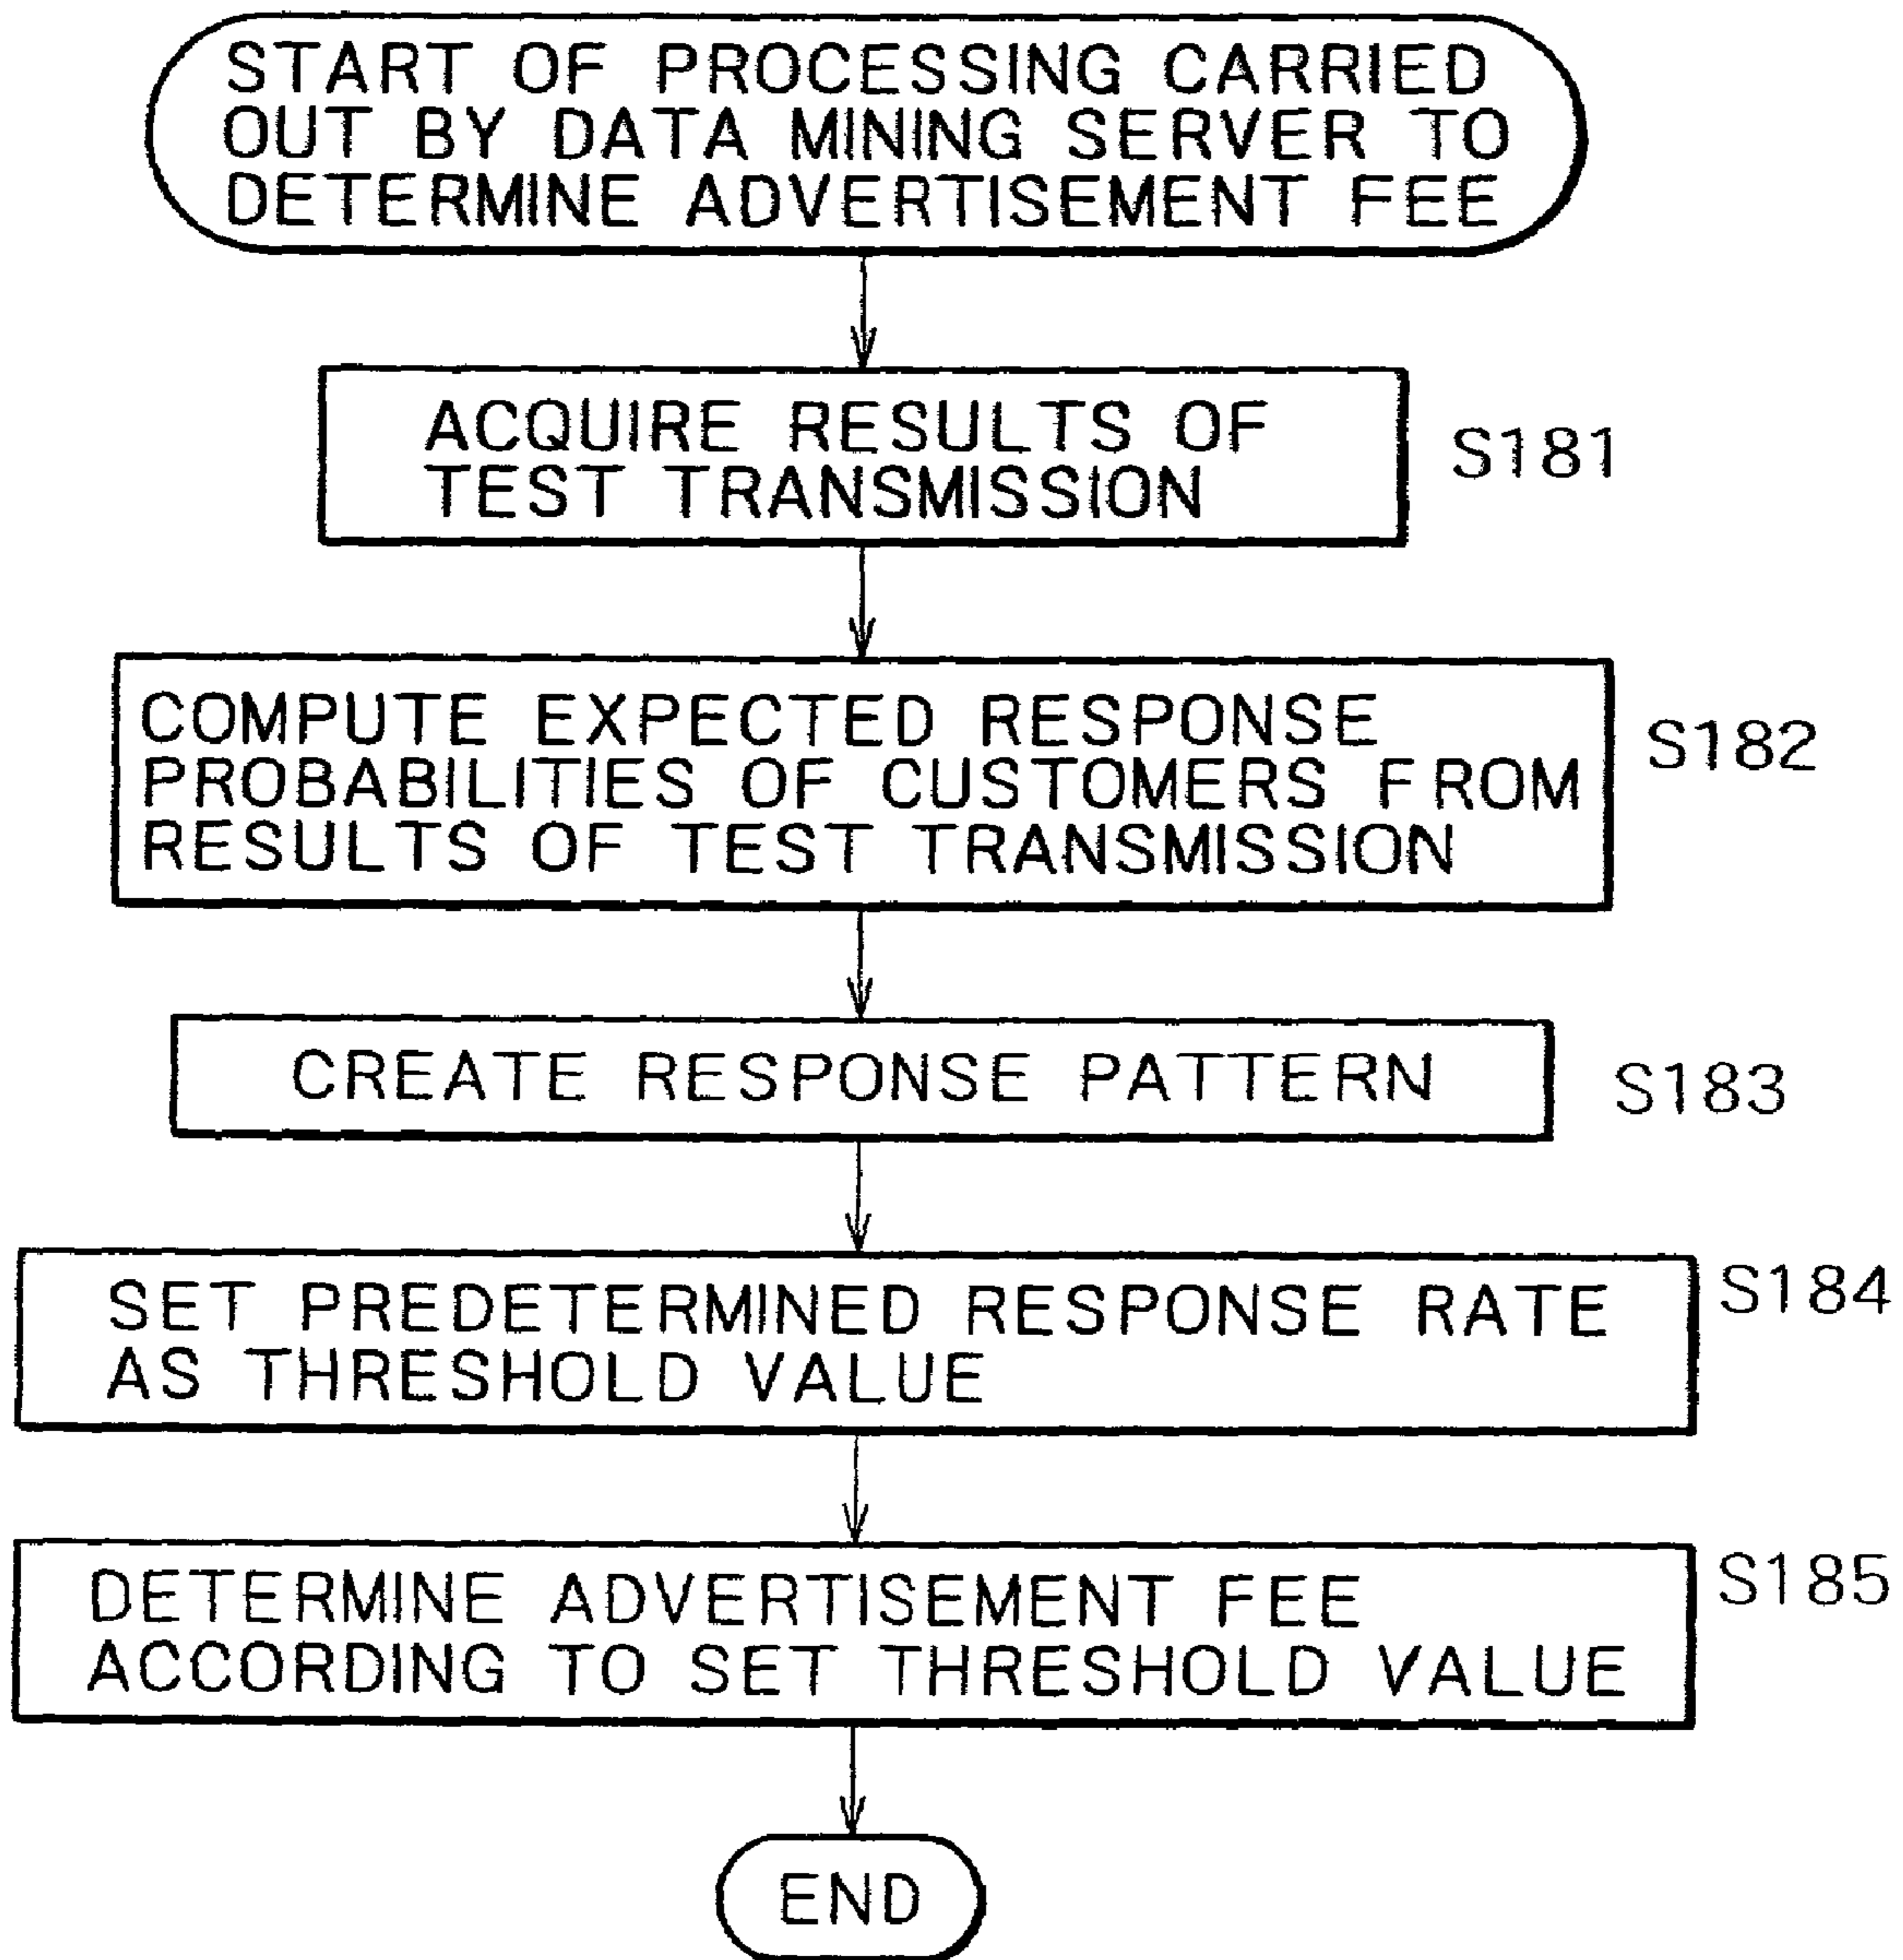 START OF PROCESSING CARRIED
OUT BY DATA MINING SERVER TO
DETERMINE ADVERTISEMENT FEE
ACQUIRE RESULTS OF
TEST TRANSMISSION
S181
COMPUTE EXPECTED RESPONSE
PROBABILITIES OF CUSTOMERS FROM
RESULTS OF TEST TRANSMISSION
S182
CREATE RESPONSE PATTERN
S183
SET PREDETERMINED RESPONSE RATE
AS THRESHOLD VALUE
S184
DETERMINE ADVERTISEMENT FEE
ACCORDING TO SET THRESHOLD VALUE
S185
END